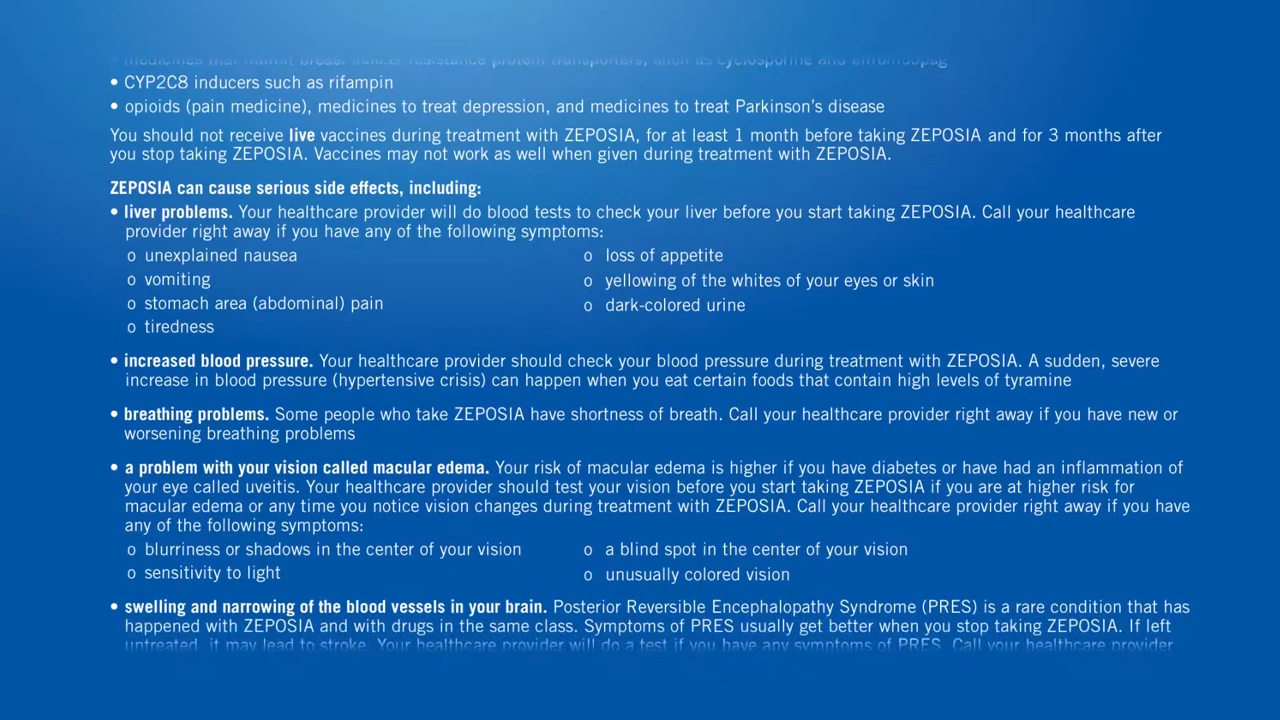 • medicines that inhibit breast cancer resistance protein transporters, such as cyclosporine and eltrombopag
• CYP2C8 inducers such as rifampin
• opioids (pain medicine), medicines to treat depression, and medicines to treat Parkinson's disease
You should not receive live vaccines during treatment with ZEPOSIA, for at least 1 month before taking ZEPOSIA and for 3 months after
you stop taking ZEPOSIA. Vaccines may not work as well when given during treatment with ZEPOSIA.
ZEPOSIA can cause serious side effects, including:
• liver problems. Your healthcare provider will do blood tests to check your liver before you start taking ZEPOSIA. Call your healthcare
provider right away if you have any of the following symptoms:
o unexplained nausea
o vomiting
o stomach area (abdominal) pain
o tiredness
o loss of appetite
o yellowing of the whites of your eyes or skin
o dark-colored urine
• increased blood pressure. Your healthcare provider should check your blood pressure during treatment with ZEPOSIA. A sudden, severe
increase in blood pressure (hypertensive crisis) can happen when you eat certain foods that contain high levels of tyramine
• breathing problems. Some people who take ZEPOSIA have shortness of breath. Call your healthcare provider right away if you have new or
worsening breathing problems
• a problem with your vision called macular edema. Your risk of macular edema is higher if you have diabetes or have had an inflammation of
your eye called uveitis. Your healthcare provider should test your vision before you start taking ZEPOSIA if you are at higher risk for
macular edema or any time you notice vision changes during treatment with ZEPOSIA. Call your healthcare provider right away if you have
any of the following symptoms:
o blurriness or shadows in the center of your vision
o sensitivity to light
o a blind spot in the center of your vision
o unusually colored vision
• swelling and narrowing of the blood vessels in your brain. Posterior Reversible Encephalopathy Syndrome (PRES) is a rare condition that has
happened with ZEPOSIA and with drugs in the same class. Symptoms of PRES usually get better when you stop taking ZEPOSIA. If left
untreated, it may lead to stroke. Your healthcare provider will do a test if you have any symptoms of PRES. Call your healthcare provider